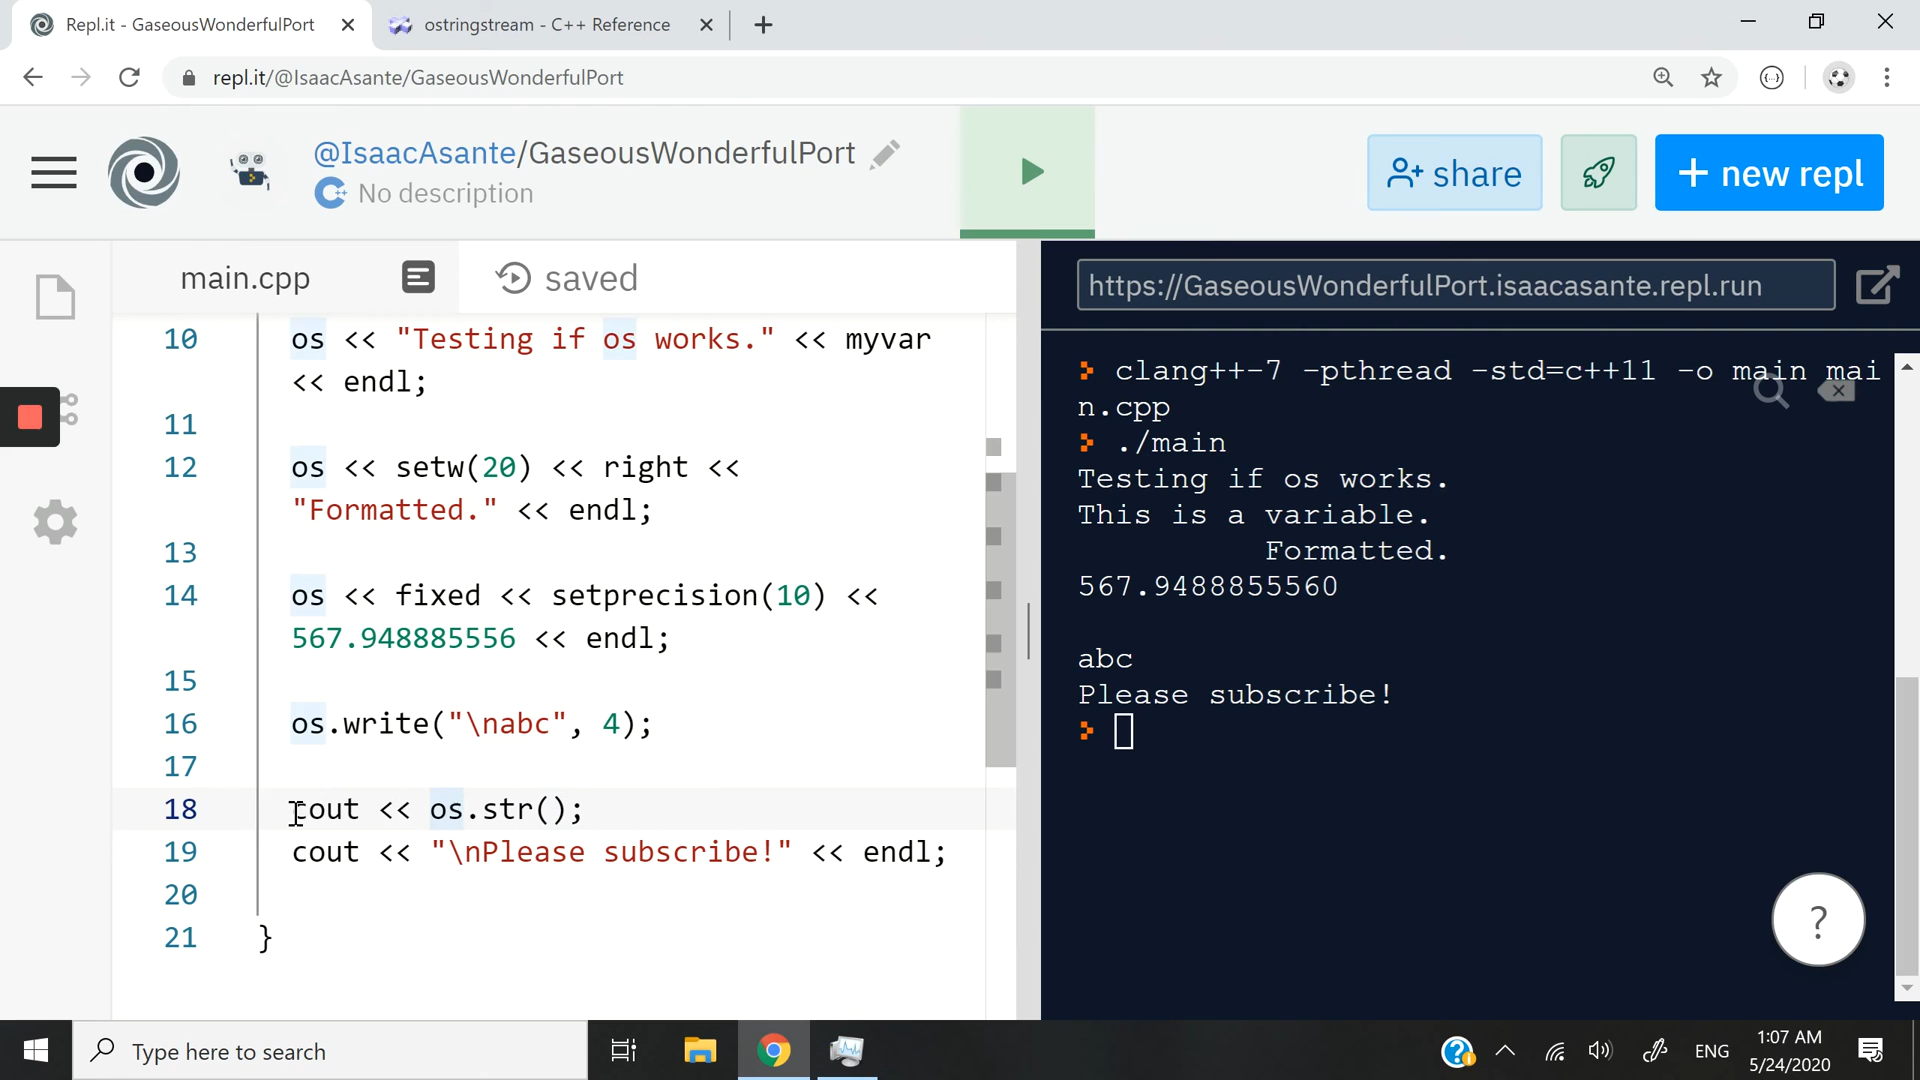 Repl.it - GaseousWonderfulPort
ostringstream - C++ Reference
repl.it/@IsaacAsante/GaseousWonderfulPort
@IsaacAsante/GaseousWonderfulPort
No description
share
+ new repl
main.cpp
saved
10 os << "Testing if os works." << myvar
<< endl;
11
12 os << setw(20) << right <<
"Formatted." << endl;
13
14 os << fixed << setprecision(10) <<
567.948885556 << endl;
15
16 os.write("\nabc", 4);
17
18 cout << os.str();
19 cout << "\nPlease subscribe!" << endl;
20
21 }
https://GaseousWonderfulPort.isaacasante.repl.run
clang++-7 -pthread -std=c++11 -o main mai
n.cpp
./main
Testing if os works.
This is a variable.
Formatted.
567.9488855560
abc
Please subscribe!
?
Type here to search
ENG
1:07 AM
5/24/2020